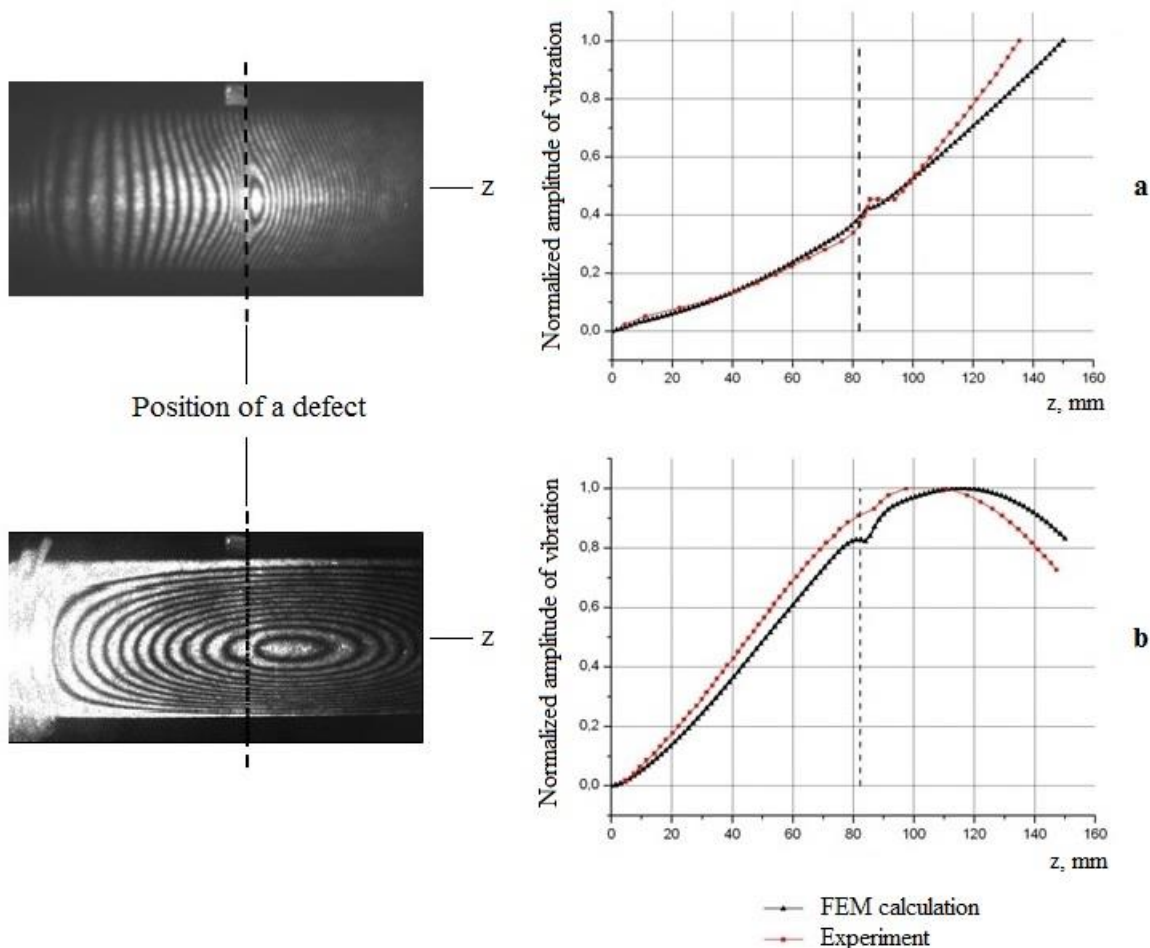 z
Position of a defect
z
Normalized amplitude of vibration
1,0
0,8
0,6
0,4
0,2
0,0
0 20 40 60 80 100 120 140 160
z, mm
a
Normalized amplitude of vibration
1,0
0,8
0,6
0,4
0,2
0,0
0 20 40 60 80 100 120 140 160
z, mm
b
FEM calculation
Experiment